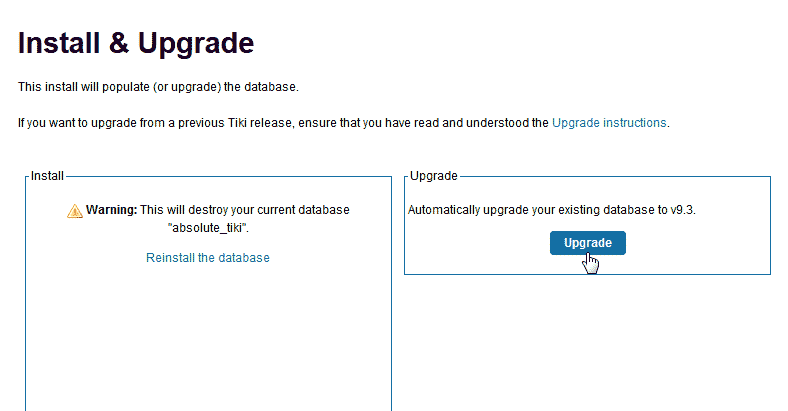 Install & Upgrade
This install will populate (or upgrade) the database.
If you want to upgrade from a previous Tiki release, ensure that you have read and understood the Upgrade instructions.
Install
Warning: This will destroy your current database
"absolute_tiki".
Reinstall the database
Upgrade
Automatically upgrade your existing database to v9.3.
Upgrade